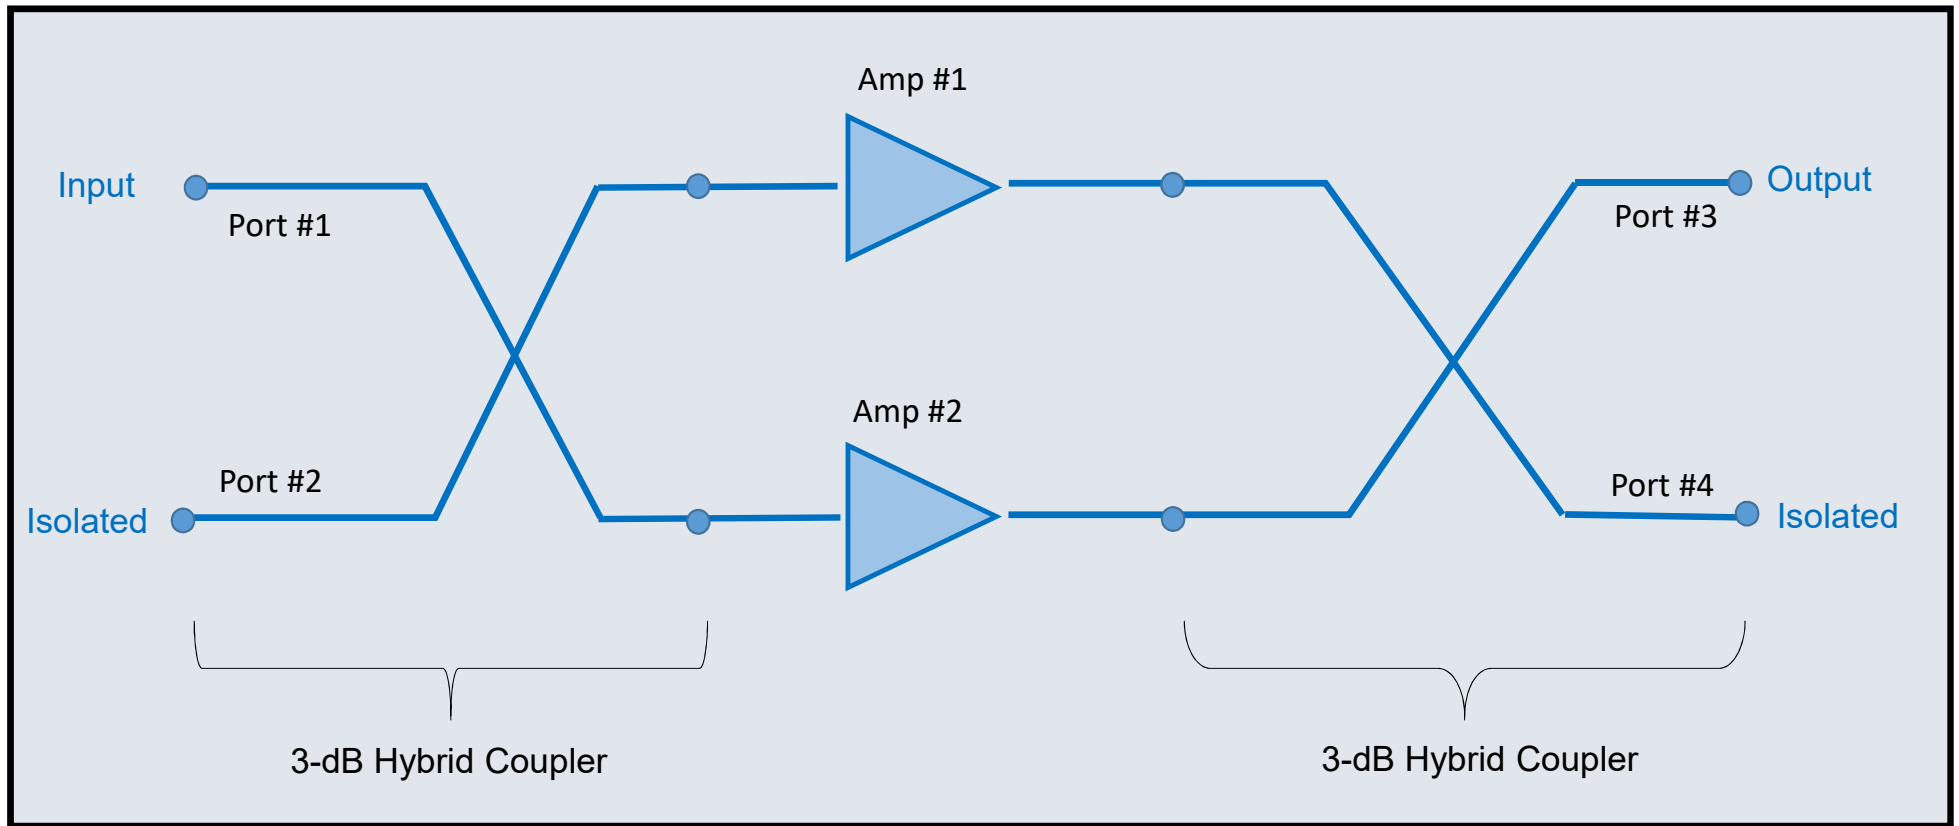 Amp #1
Input
Output
Port #1
Port #3
Amp #2
Port #2
Port #4
Isolated
Isolated
3-dB Hybrid Coupler
3-dB Hybrid Coupler